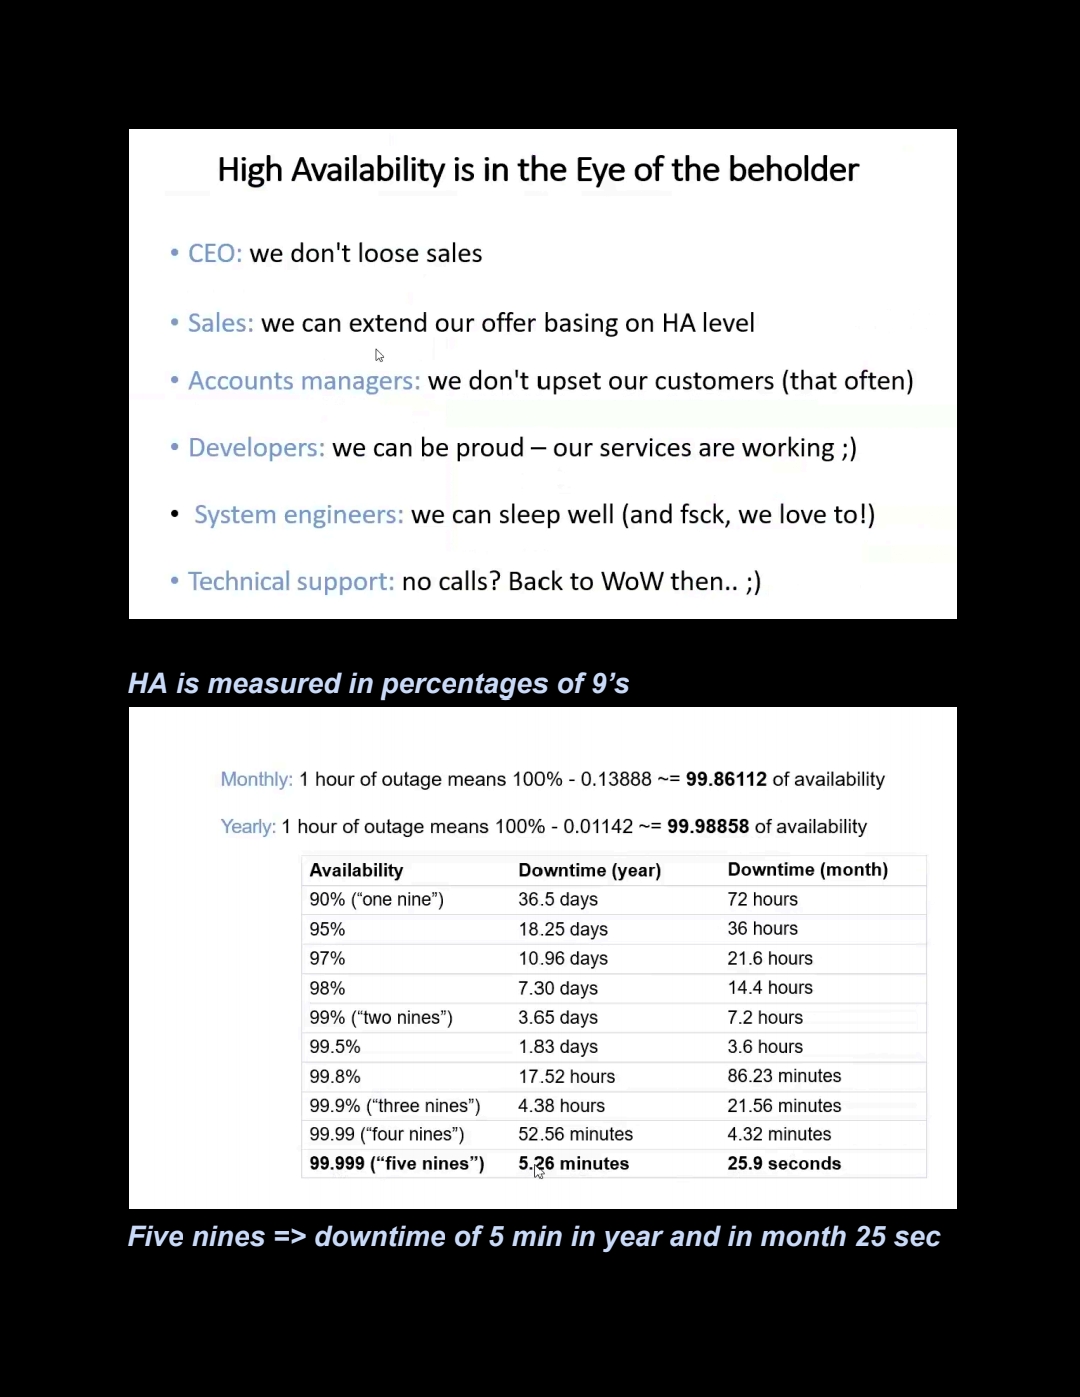 High Availability is in the Eye of the beholder
• CEO: we don't loose sales
• Sales: we can extend our offer basing on HA level
• Accounts managers: we don't upset our customers (that often)
• Developers: we can be proud – our services are working ;)
• System engineers: we can sleep well (and fsck, we love to!)
• Technical support: no calls? Back to WoW then.. ;)
HA is measured in percentages of 9's
Monthly: 1 hour of outage means 100% - 0.13888 ~= 99.86112 of availability
Yearly: 1 hour of outage means 100% - 0.01142 ~= 99.98858 of availability
Availability Downtime (year) Downtime (month)
90% (“one nine”) 36.5 days 72 hours
95% 18.25 days 36 hours
97% 10.96 days 21.6 hours
98% 7.30 days 14.4 hours
99% (“two nines”) 3.65 days 7.2 hours
99.5% 1.83 days 3.6 hours
99.8% 17.52 hours 86.23 minutes
99.9% (“three nines”) 4.38 hours 21.56 minutes
99.99 (“four nines”) 52.56 minutes 4.32 minutes
99.999 (“five nines”) 5.26 minutes 25.9 seconds
Five nines => downtime of 5 min in year and in month 25 sec